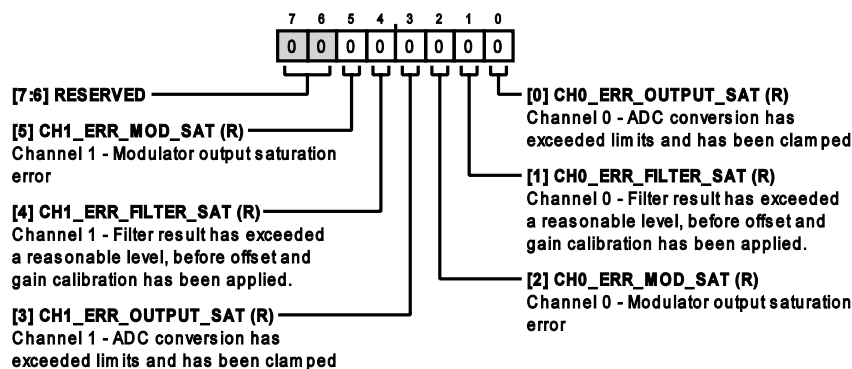 7 6 5 4 3 2 1 0
0 0 0 0 0 0 0 0
[7:6] RESERVED
[5] CH1_ERR_MOD_SAT (R)
Channel 1 - Modulator output saturation
error
[4] CH1_ERR_FILTER_SAT (R)
Channel 1 - Filter result has exceeded
a reasonable level, before offset and
gain calibration has been applied.
[3] CH1_ERR_OUTPUT_SAT (R)
Channel 1 - ADC conversion has
exceeded limits and has been clamped
[0] CH0_ERR_OUTPUT_SAT (R)
Channel 0 - ADC conversion has
exceeded limits and has been clamped
[1] CH0_ERR_FILTER_SAT (R)
Channel 0 - Filter result has exceeded
a reasonable level, before offset and
gain calibration has been applied.
[2] CH0_ERR_MOD_SAT (R)
Channel 0 - Modulator output saturation
error